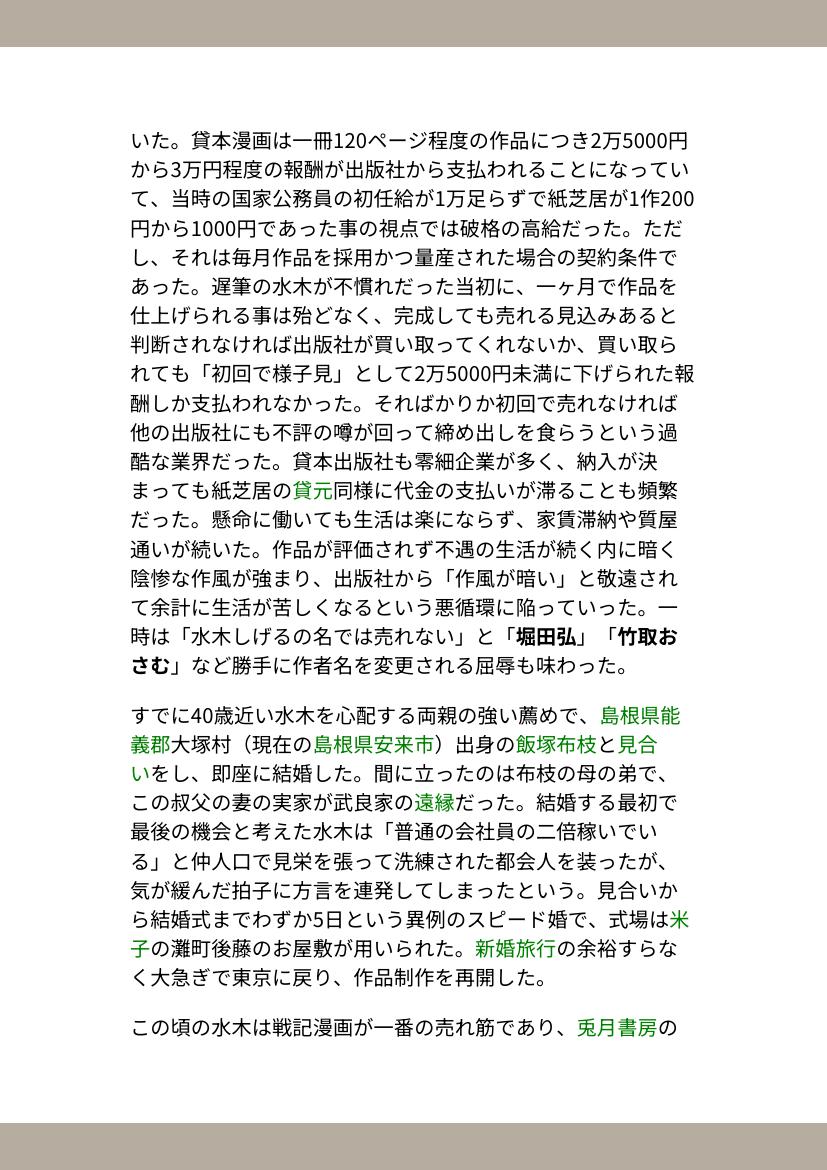 いた。貸本漫画は一冊120ページ程度の作品につき2万5000円
から3万円程度の報酬が出版社から支払われることになってい
て、当時の国家公務員の初任給が1万足らずで紙芝居が1作200
円から1000円であった事の視点では破格の高給だった。ただ
し、それは毎月作品を採用かつ量産された場合の契約条件で
あった。遅筆の水木が不慣れだった当初に、一ヶ月で作品を
仕上げられる事は殆どなく、完成しても売れる見込みあると
判断されなければ出版社が買い取ってくれないか、買い取ら
れても「初回で様子見」として2万5000円未満に下げられた報
酬しか支払われなかった。そればかりか初回で売れなければ
他の出版社にも不評の噂が回って締め出しを食らうという過
酷な業界だった。貸本出版社も零細企業が多く、納入が決
まっても紙芝居の貸元同様に代金の支払いが滞ることも頻繁
だった。懸命に働いても生活は楽にならず、家賃滞納や質屋
通いが続いた。作品が評価されず不遇の生活が続く内に暗く
陰惨な作風が強まり、出版社から「作風が暗い」と敬遠され
て余計に生活が苦しくなるという悪循環に陥っていった。一
時は「水木しげるの名では売れない」と「堀田弘」「竹取お
さむ」など勝手に作者名を変更される屈辱も味わった。
すでに40歳近い水木を心配する両親の強い薦めで、島根県能
義郡大塚村（現在の島根県安来市）出身の飯塚布枝と見合
いをし、即座に結婚した。間に立ったのは布枝の母の弟で、
この叔父の妻の実家が武良家の遠縁だった。結婚する最初で
最後の機会と考えた水木は「普通の会社員の二倍稼いでい
る」と仲人口で見栄を張って洗練された都会人を装ったが、
気が緩んだ拍子に方言を連発してしまったという。見合いか
ら結婚式までわずか5日という異例のスピード婚で、式場は米
子の灘町後藤のお屋敷が用いられた。新婚旅行の余裕すらな
く大急ぎで東京に戻り、作品制作を再開した。
この頃の水木は戦記漫画が一番の売れ筋であり、兎月書房の